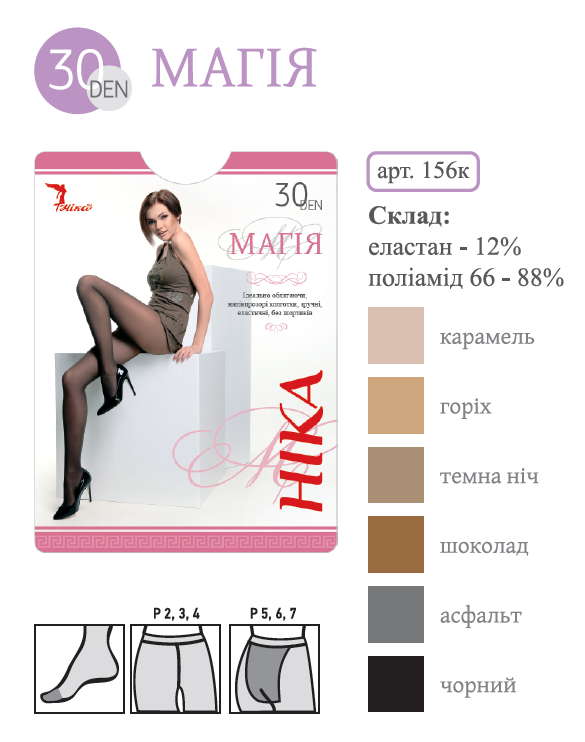 30 DEN МАГІЯ
арт. 156к
Склад:
еластан - 12%
поліамід 66 - 88%
Ніка
30 DEN
МАГІЯ
Ідеально облягаючі,
напівпрозорі колготки, зручні,
еластичні, без шортиків
НІКА
карамель
горіх
темна ніч
шоколад
асфальт
чорний
Р 2, 3, 4
Р 5, 6, 7